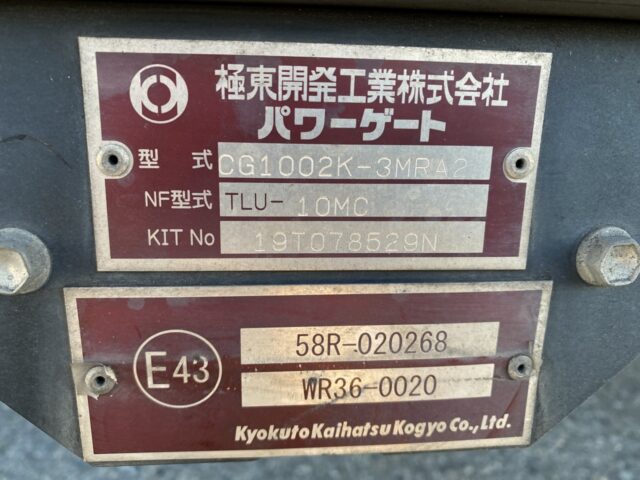 極東開発工業株式会社
パワーゲート
型式 CG1002K-3MRA2
NF型式 TLU- 10MC
KIT No 19T078529N
E43
58R-020268
WR36-0020
Kyokuto Kaihatsu Kogyo Co., Ltd.